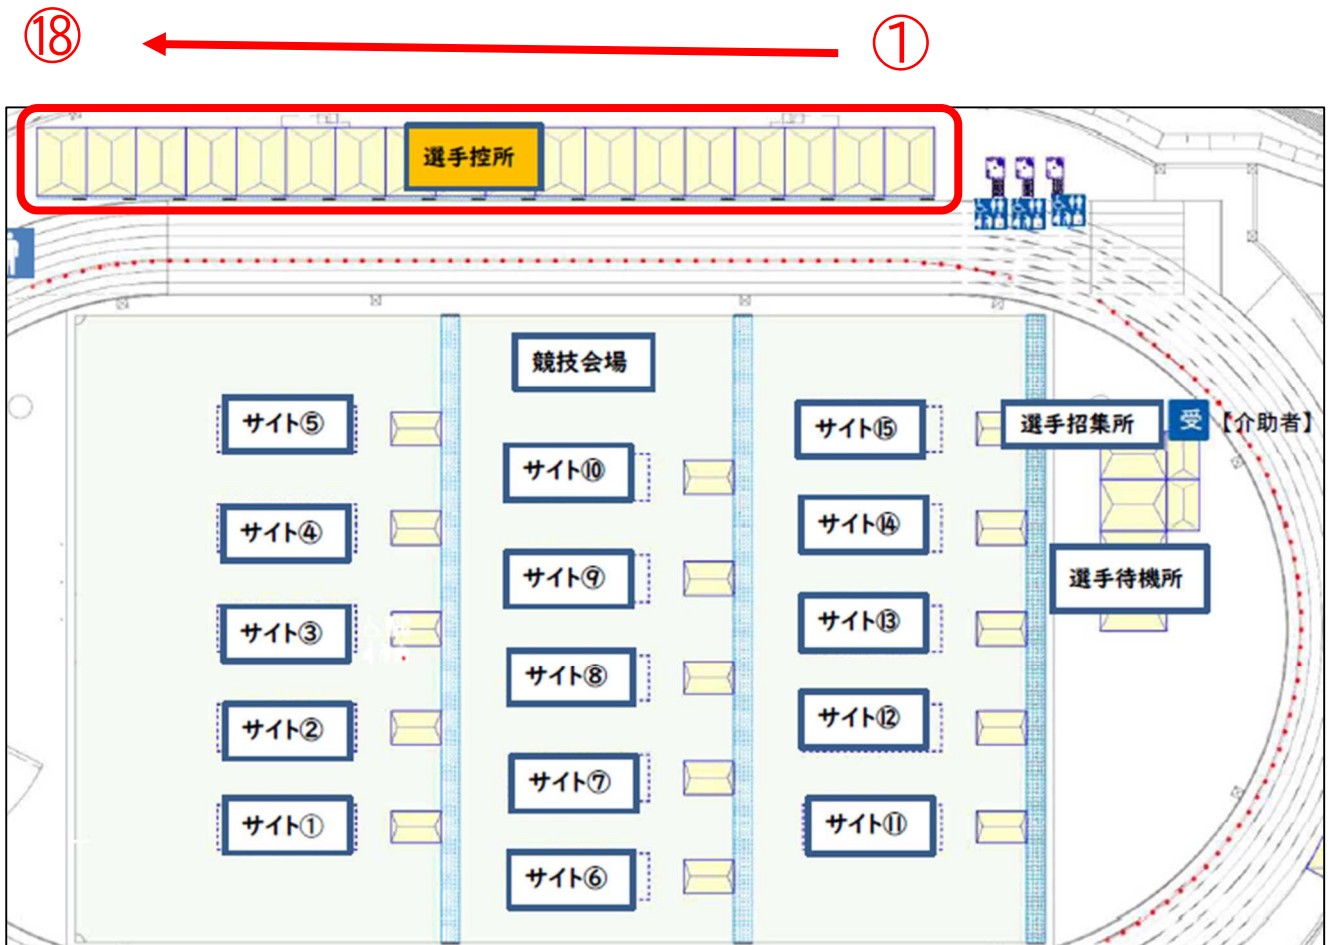 ⑱
①
選手控所
競技会場
サイト⑤
サイト⑩
サイト⑮
選手招集所
受
【介助者】
サイト④
サイト⑨
サイト⑭
選手待機所
サイト③
サイト⑧
サイト⑬
サイト②
サイト⑦
サイト⑫
サイト①
サイト⑥
サイト⑪